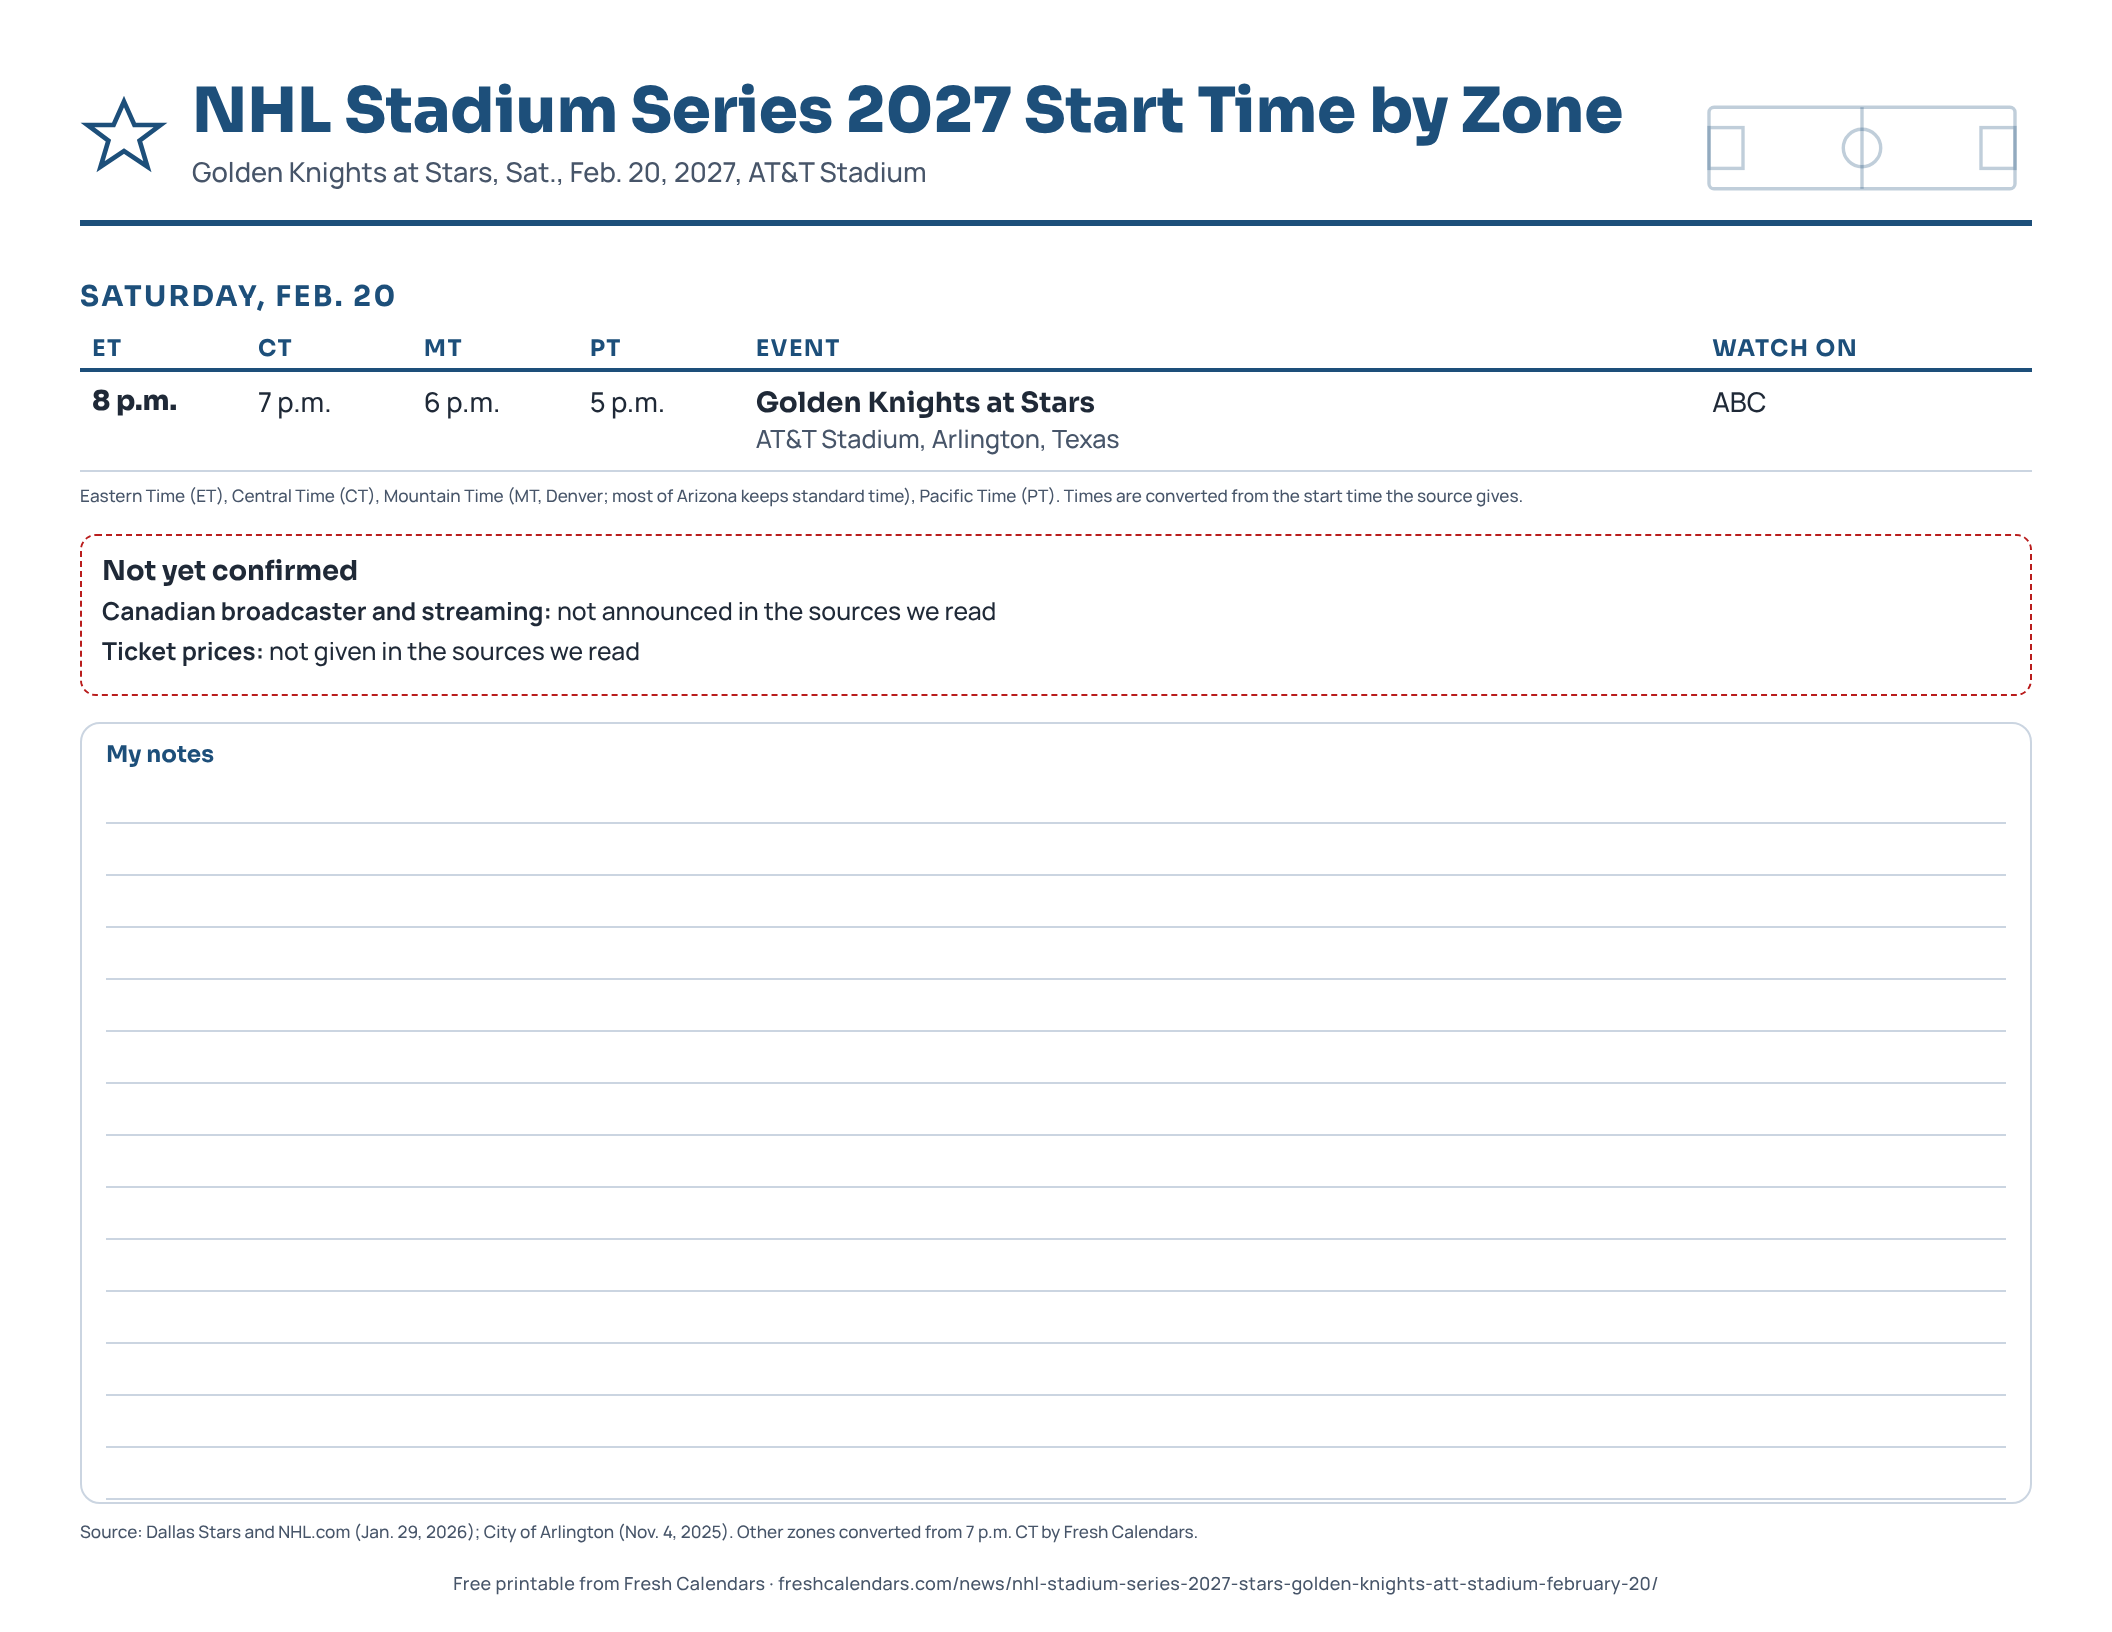 NHL Stadium Series 2027 Start Time by Zone
Golden Knights at Stars, Sat., Feb. 20, 2027, AT&T Stadium
SATURDAY, FEB. 20
ET CT MT PT EVENT WATCH ON
8 p.m. 7 p.m. 6 p.m. 5 p.m. Golden Knights at Stars ABC
AT&T Stadium, Arlington, Texas
Eastern Time (ET), Central Time (CT), Mountain Time (MT, Denver; most of Arizona keeps standard time), Pacific Time (PT). Times are converted from the start time the source gives.
Not yet confirmed
Canadian broadcaster and streaming: not announced in the sources we read
Ticket prices: not given in the sources we read
My notes
Source: Dallas Stars and NHL.com (Jan. 29, 2026); City of Arlington (Nov. 4, 2025). Other zones converted from 7 p.m. CT by Fresh Calendars.
Free printable from Fresh Calendars · freshcalendars.com/news/nhl-stadium-series-2027-stars-golden-knights-att-stadium-february-20/